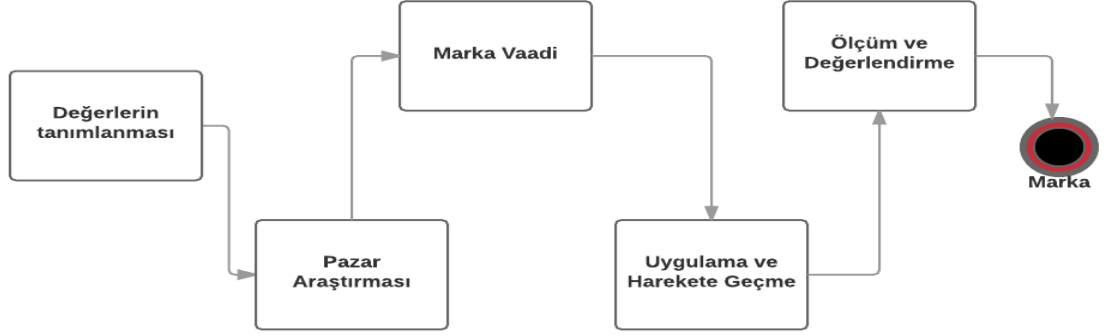 Değerlerin
tanımlanması
Pazar
Araştırması
Marka Vaadi
Uygulama ve
Harekete Geçme
Ölçüm ve
Değerlendirme
Marka